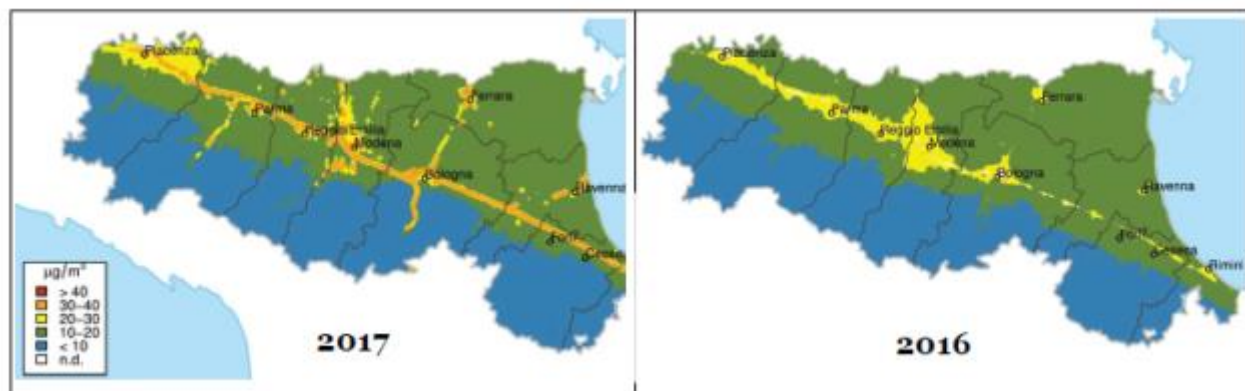 Piacenza
Parma
Reggio Emilia
Modena
Bologna
Ferrara
Ravenna
Forlì
µg/m³
> 40
30–40
20–30
10–20
< 10
n.d.
2017
Piacenza
Parma
Reggio Emilia
Modena
Bologna
Ferrara
Ravenna
Forlì
Cesena
Rimini
2016